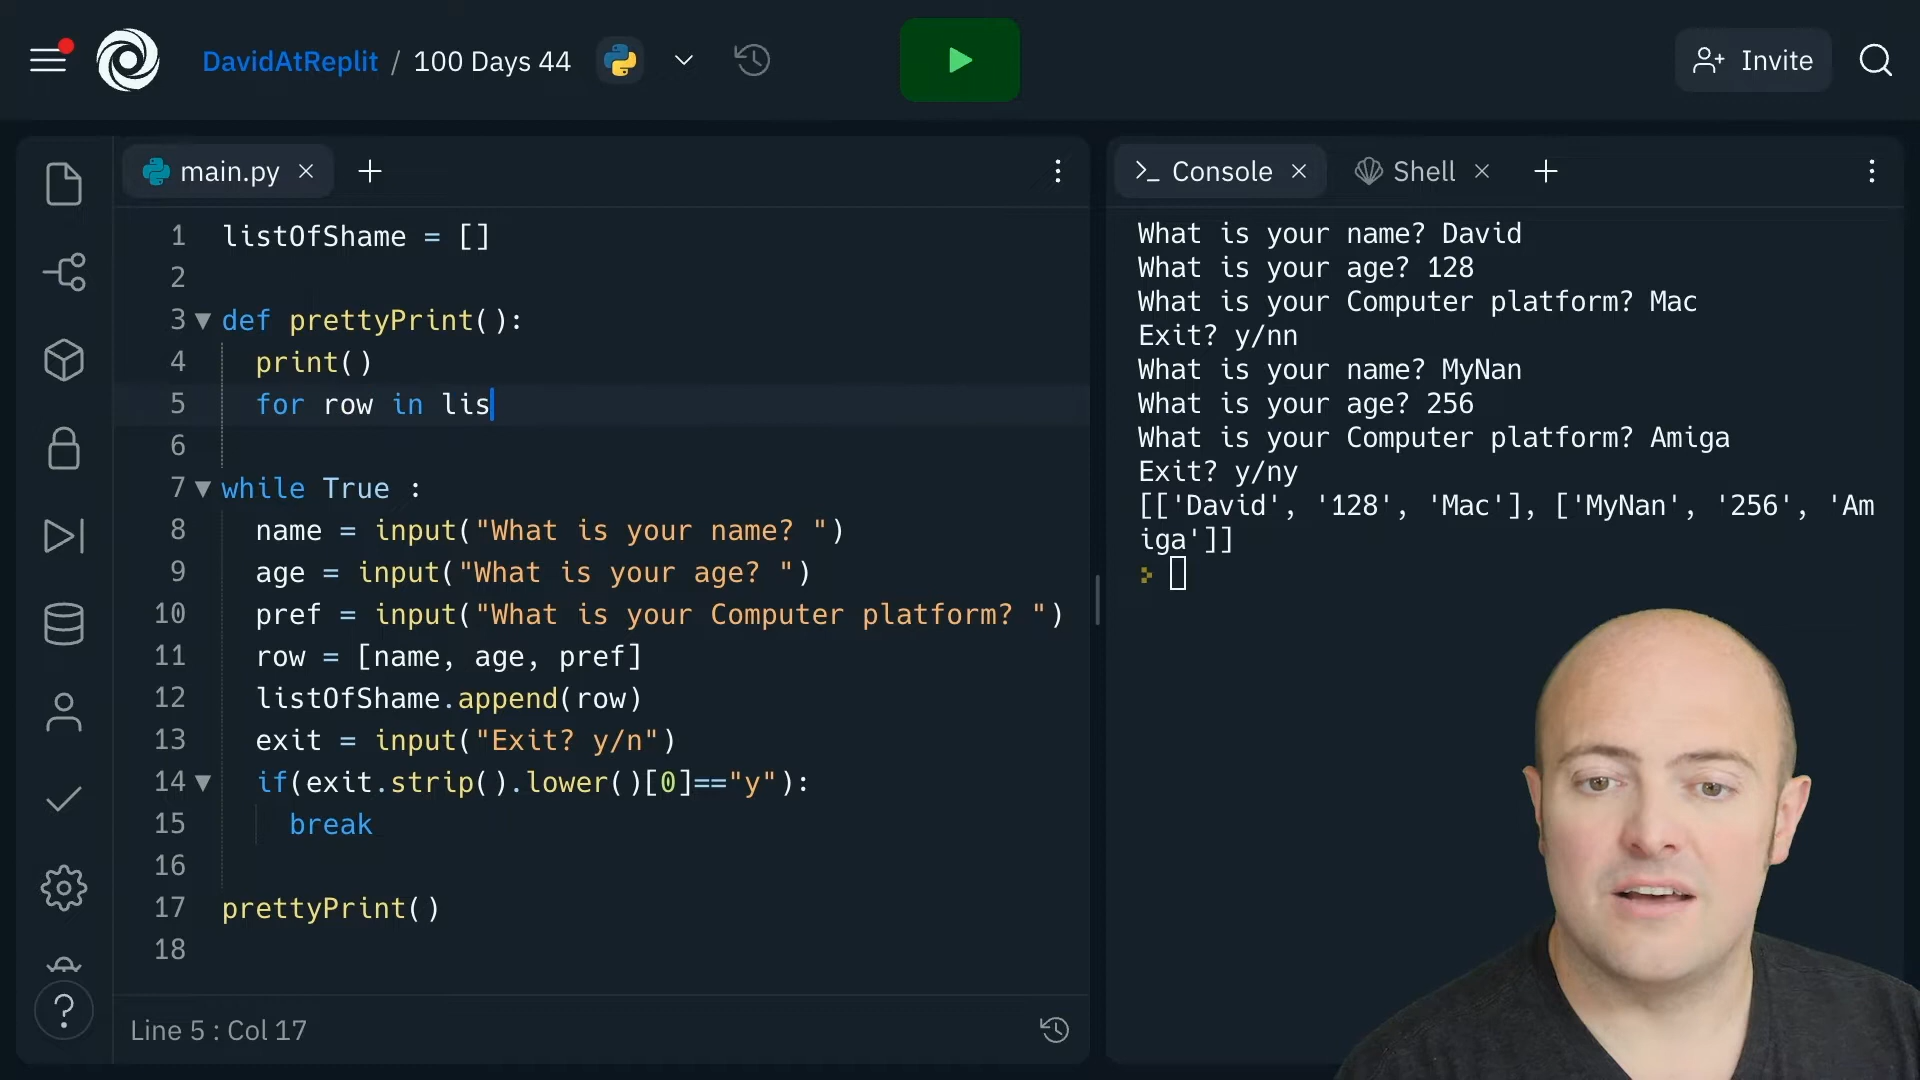 DavidAtReplit / 100 Days 44
Invite
main.py
1 listOfShame = []
2
3 def prettyPrint():
4 print()
5 for row in lis
6
7 while True :
8 name = input("What is your name? ")
9 age = input("What is your age? ")
10 pref = input("What is your Computer platform? ")
11 row = [name, age, pref]
12 listOfShame.append(row)
13 exit = input("Exit? y/n")
14 if(exit.strip().lower()[0]=="y"):
15 break
16
17 prettyPrint()
18
Line 5 : Col 17
Console
Shell
What is your name? David
What is your age? 128
What is your Computer platform? Mac
Exit? y/nn
What is your name? MyNan
What is your age? 256
What is your Computer platform? Amiga
Exit? y/ny
[['David', '128', 'Mac'], ['MyNan', '256', 'Am
iga']]